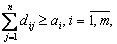 ∑_{j=1}^{n} d_{ij} ≥ a_i, i = \overline{1, m},